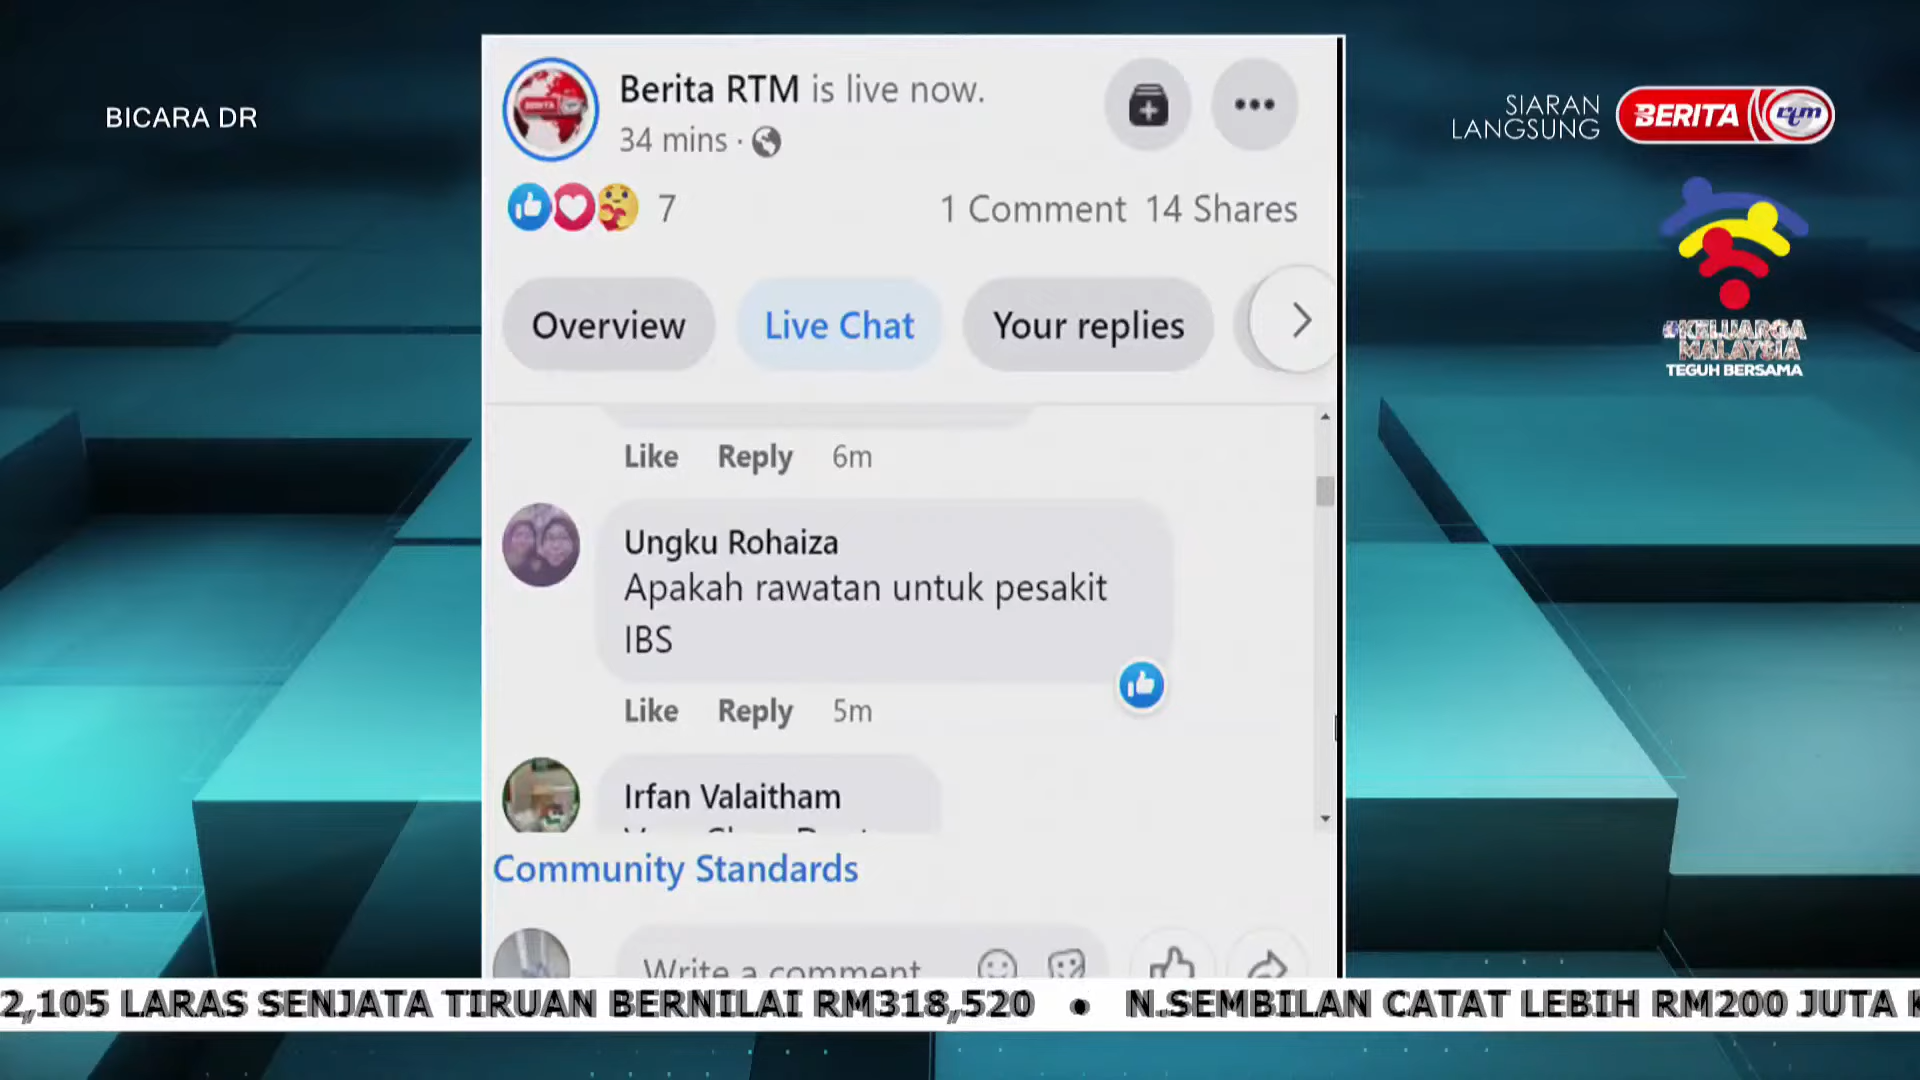 BICARA DR
Berita RTM is live now.
34 mins ·
7
1 Comment 14 Shares
Overview
Live Chat
Your replies
Like Reply 6m
Ungku Rohaiza
Apakah rawatan untuk pesakit
IBS
Like Reply 5m
Irfan Valaitham
Community Standards
Write a comment
SIARAN
LANGSUNG
BERITA rtm
#KELUARGA
MALAYSIA
TEGUH BERSAMA
2,105 LARAS SENJATA TIRUAN BERNILAI RM318,520 • N.SEMBILAN CATAT LEBIH RM200 JUTA